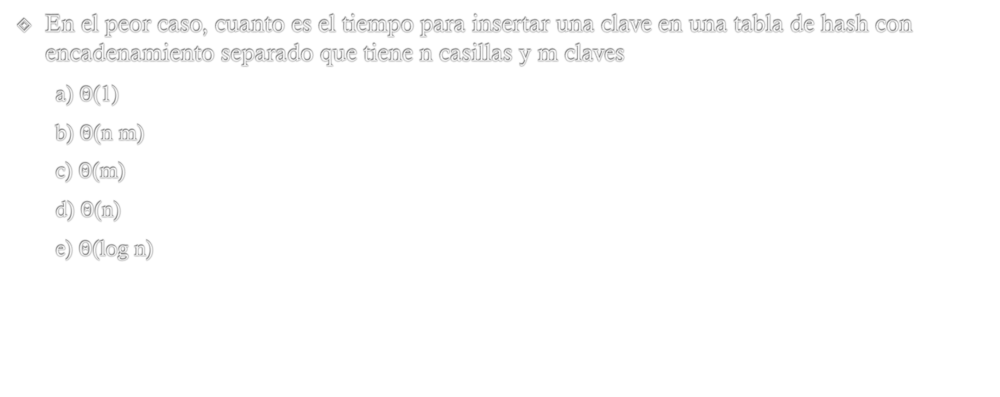 En el peor caso, cuanto es el tiempo para insertar una clave en una tabla de hash con
encadenamiento separado que tiene n casillas y m claves
a) Θ(1)
b) Θ(n m)
c) Θ(m)
d) Θ(n)
e) Θ(log n)